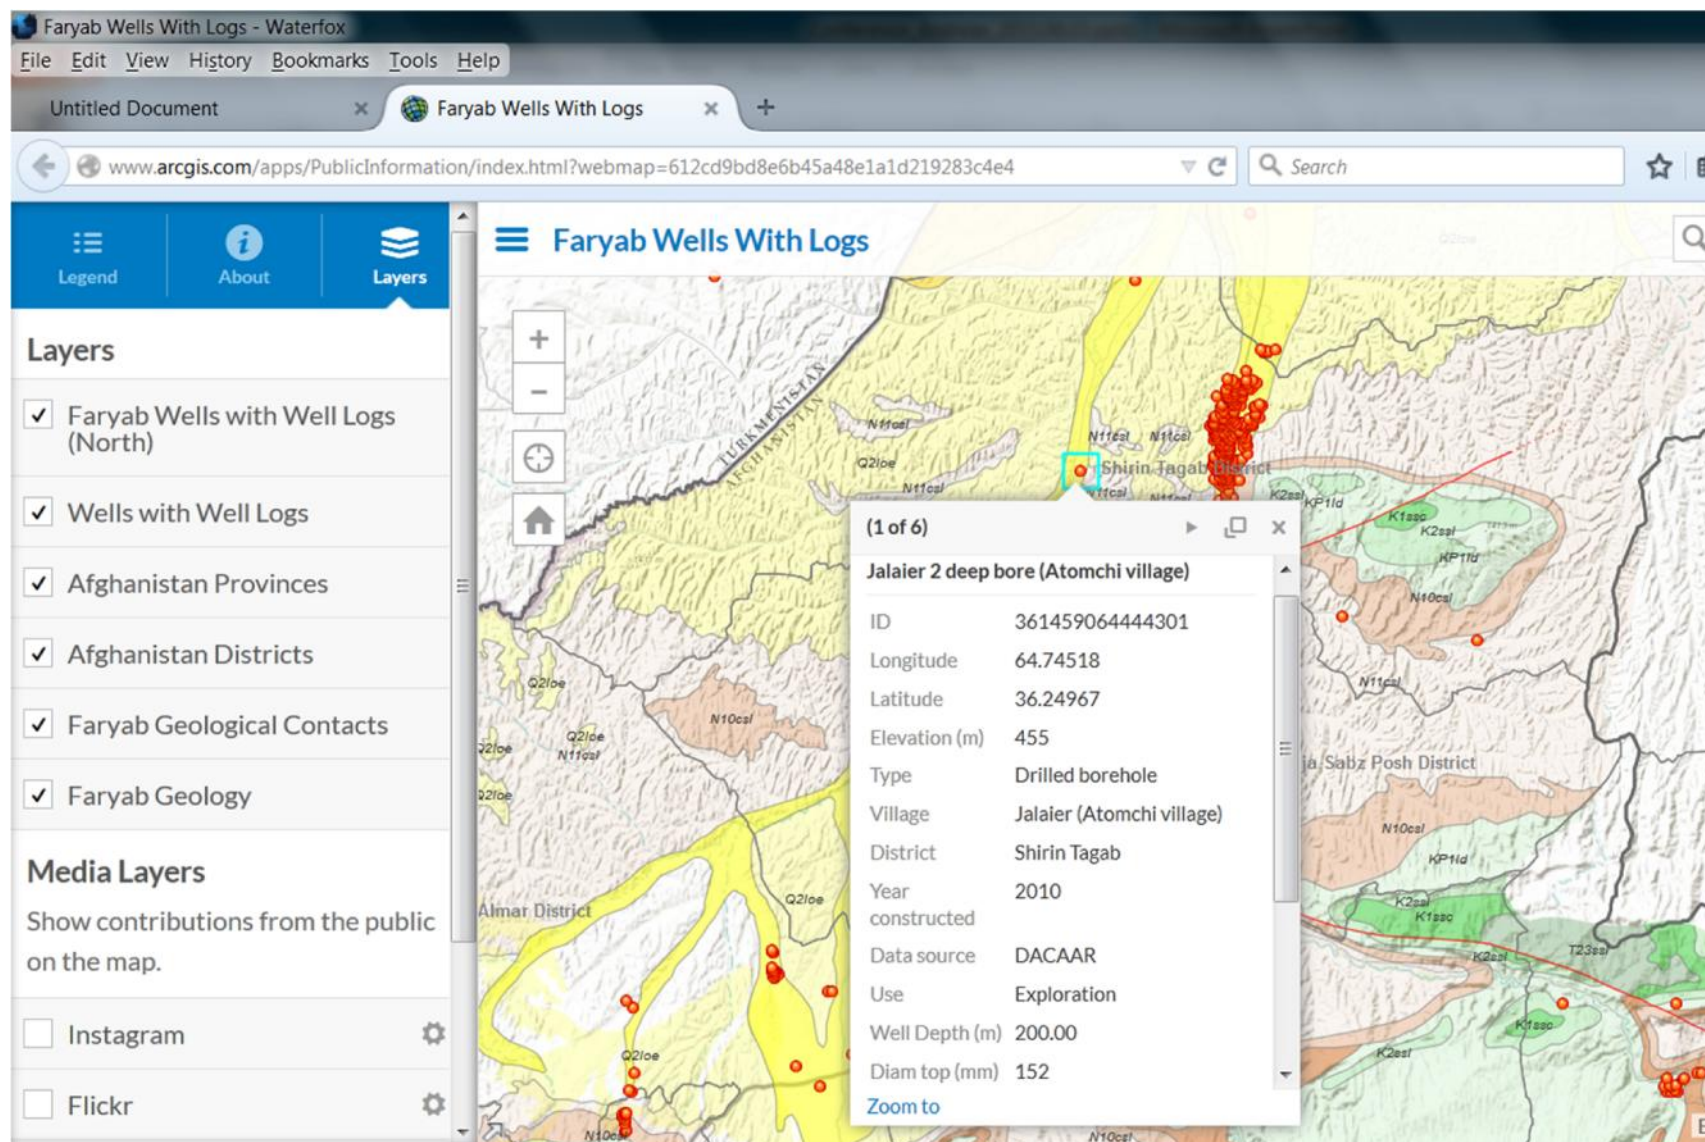 Faryab Wells With Logs - Waterfox
File Edit View History Bookmarks Tools Help
Untitled Document
Faryab Wells With Logs
www.arcgis.com/apps/PublicInformation/index.html?webmap=612cd9bd8e6b45a48e1a1d219283c4e4
Search
Legend
About
Layers
Faryab Wells With Logs
Layers
Faryab Wells with Well Logs
(North)
Wells with Well Logs
Afghanistan Provinces
Afghanistan Districts
Faryab Geological Contacts
Faryab Geology
Media Layers
Show contributions from the public
on the map.
Instagram
Flickr
TURKMENISTAN
AFGHANISTAN
Q2loe
N11csl
N11csl
N11csl
Q2loe
Shirin Tagab District
N11csl
N11csl
K2ssl
KP1ld
K1ssc
K2ssl
KP1ld
N10csl
N11csl
Q2loe
N10csl
Q2loe
Q2loe
N11csl
Q2loe
ja Sabz Posh District
N10csl
KP1ld
Almar District
Q2loe
K2ssl
K1ssc
K2ssl
T23ssl
K1ssc
K2ssl
Q2loe
N10csl
N10csl
(1 of 6)
Jalaier 2 deep bore (Atomchi village)
ID 361459064444301
Longitude 64.74518
Latitude 36.24967
Elevation (m) 455
Type Drilled borehole
Village Jalaier (Atomchi village)
District Shirin Tagab
Year 2010
constructed
Data source DACAAR
Use Exploration
Well Depth (m) 200.00
Diam top (mm) 152
Zoom to